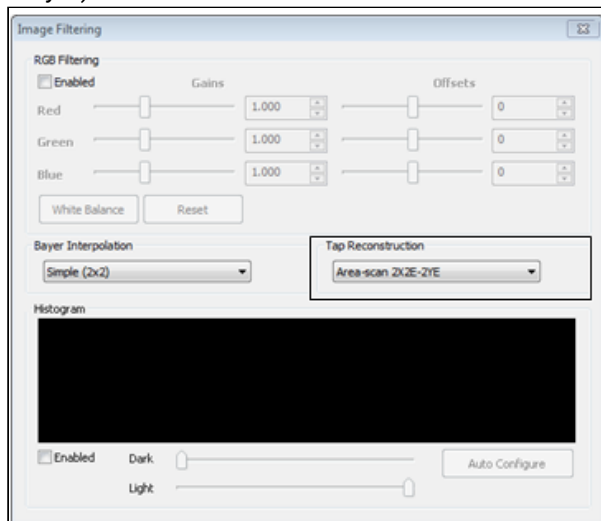 Image Filtering
RGB Filtering
Enabled Gains Offsets
Red 1.000 0
Green 1.000 0
Blue 1.000 0
White Balance Reset
Bayer Interpolation Tap Reconstruction
Simple (2x2) Area-scan 2X2E-2YE
Histogram
Enabled Dark Auto Configure
Light